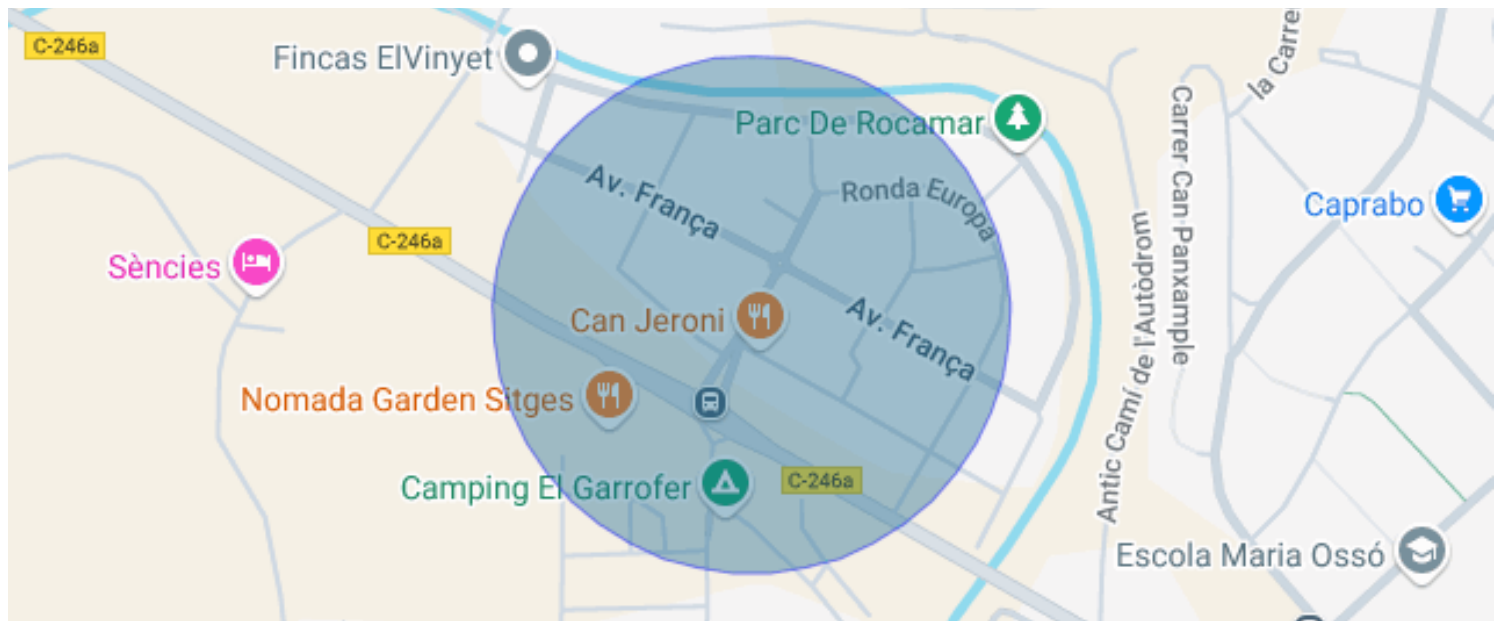 C-246a
Fincas ElVinyet
la Carre
Parc De Rocamar
Carrer Can Panxample
Av. França
Ronda Europa
Caprabo
C-246a
Sències
Antic Camí de l'Autòdrom
Can Jeroni
Av. França
Nomada Garden Sitges
Camping El Garrofer
C-246a
Escola Maria Ossó